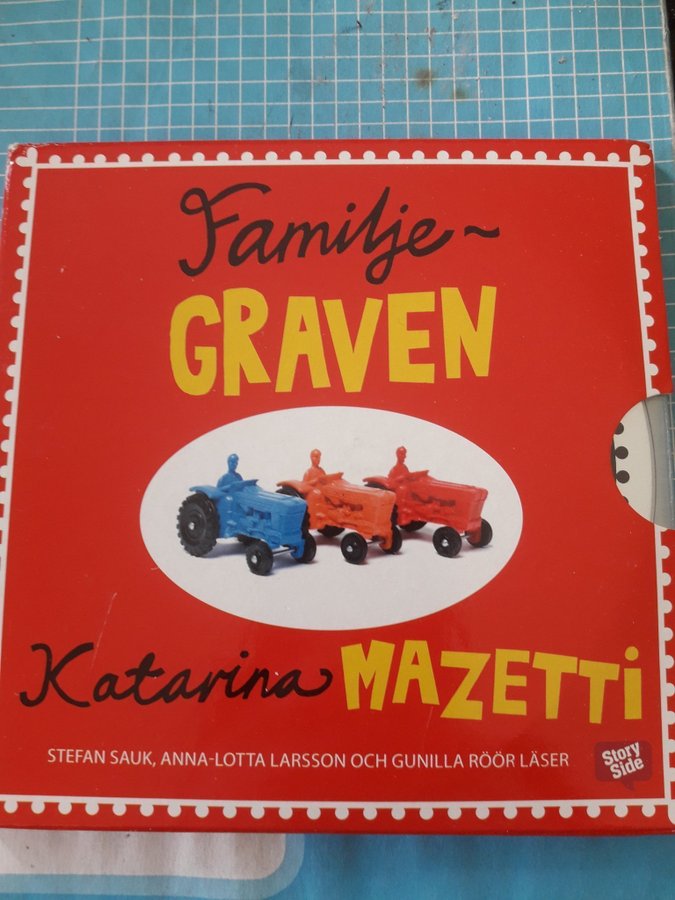 Familje~
GRAVEN
Katarina MAZETTi
STEFAN SAUK, ANNA-LOTTA LARSSON OCH GUNILLA RÖÖR LÄSER
Story
Side